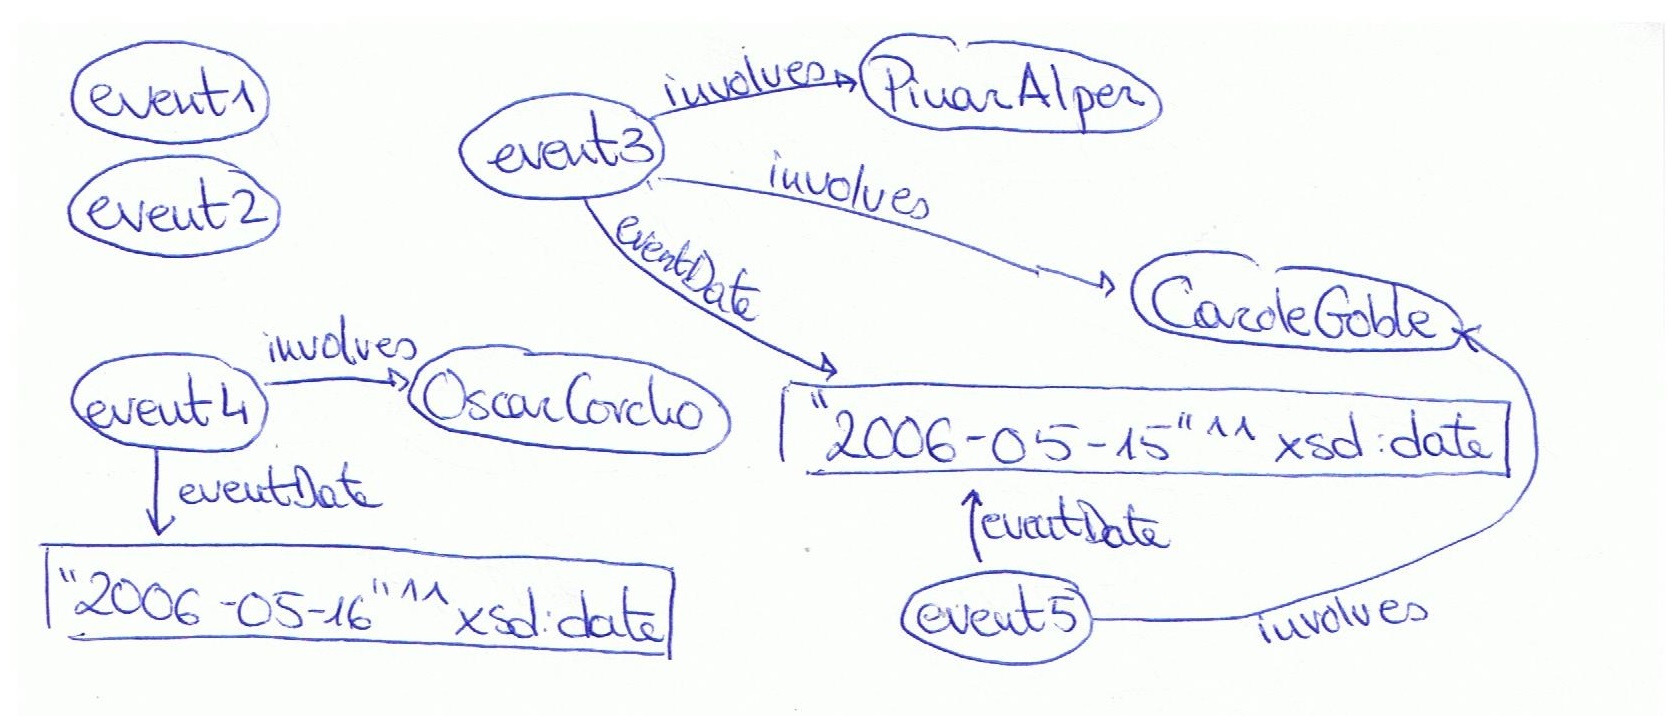 event1
event2
event3
involves
PinarAlper
involves
CaroleGoble
eventDate
event4
involves
OscarCorcho
eventDate
"2006-05-16"^^xsd:date
"2006-05-15"^^xsd:date
eventDate
event5
involves